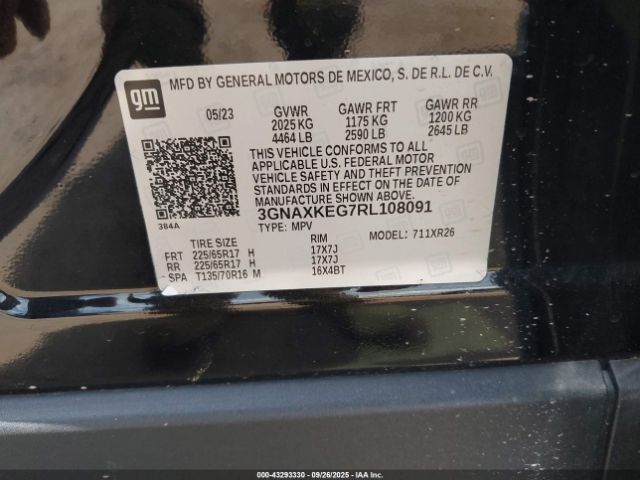 gm
MFD BY GENERAL MOTORS DE MEXICO, S. DE R.L. DE C.V.
05/23 GVWR GAWR FRT GAWR RR
2025 KG 1175 KG 1200 KG
4464 LB 2590 LB 2645 LB
THIS VEHICLE CONFORMS TO ALL
APPLICABLE U.S. FEDERAL MOTOR
VEHICLE SAFETY AND THEFT PREVENTION
STANDARDS IN EFFECT ON THE DATE OF
MANUFACTURE SHOWN ABOVE.
384A 3GNAXKEG7RL108091
TYPE: MPV MODEL: 711XR26
TIRE SIZE RIM
FRT 225/65R17 H 17X7J
RR 225/65R17 H 17X7J
SPA T135/70R16 M 16X4BT
000-43293330 - 09/26/2025 - IAAI.COM